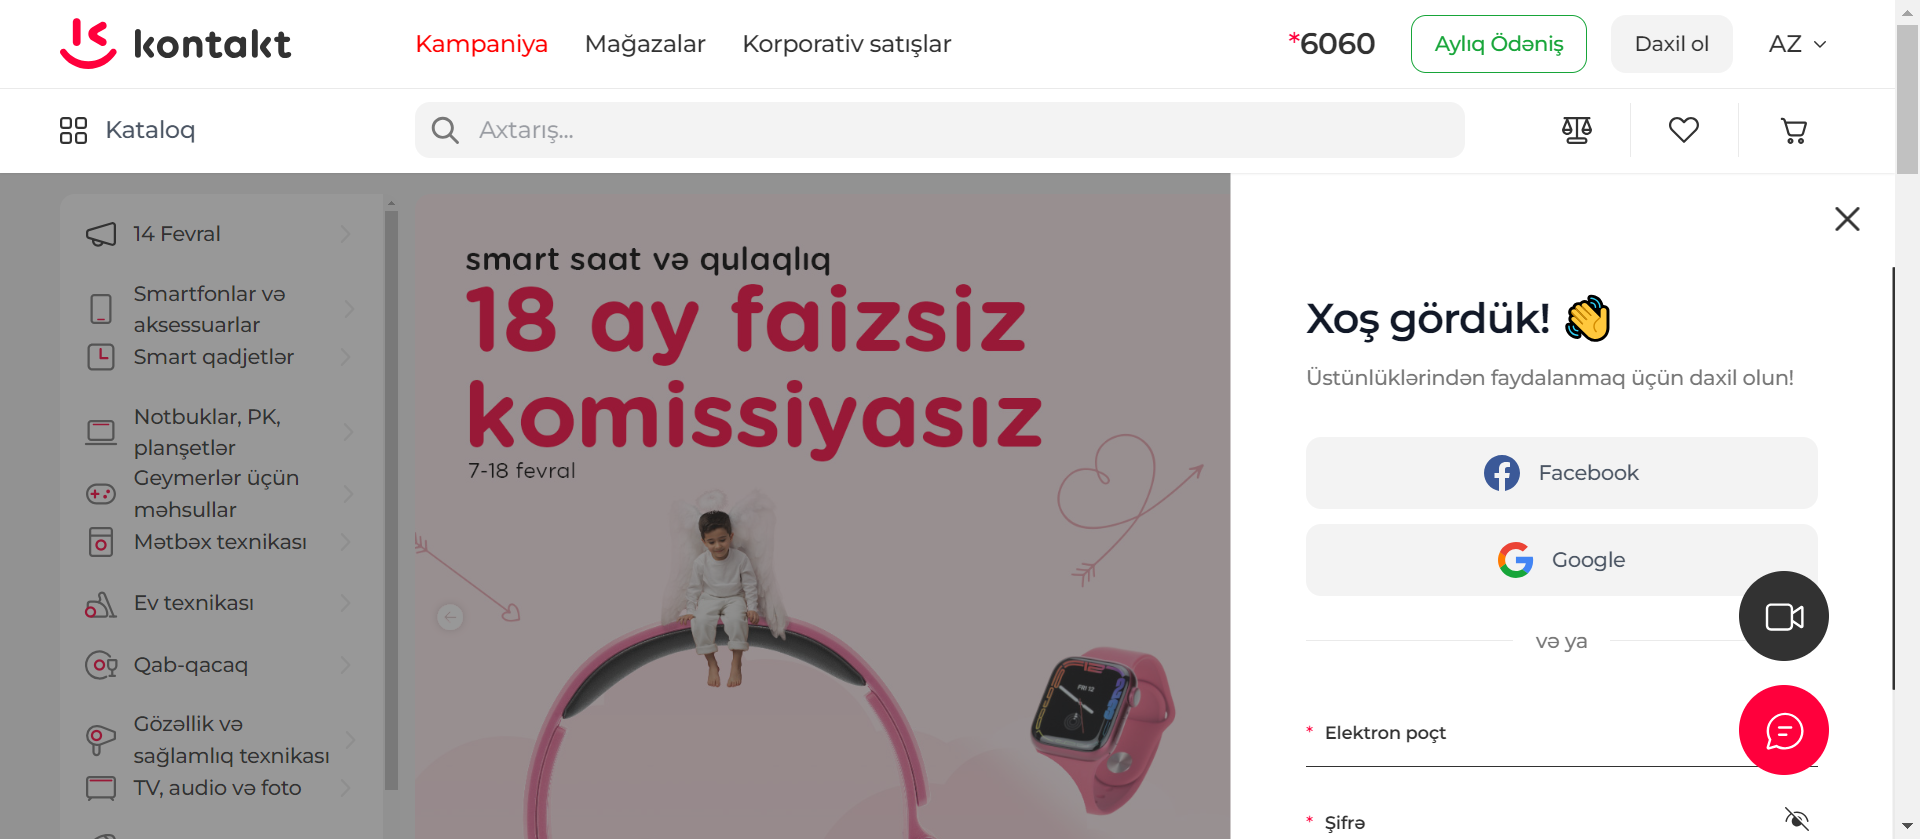 kontakt
Kampaniya
Mağazalar
Korporativ satışlar
*6060
Aylıq Ödəniş
Daxil ol
AZ
Kataloq
Axtarış...
14 Fevral
Smartfonlar və
aksessuarlar
Smart qadjetlər
Notbuklar, PK,
planşetlər
Geymerlər üçün
məhsullar
Mətbəx texnikası
Ev texnikası
Qab-qacaq
Gözəllik və
sağlamlıq texnikası
TV, audio və foto
smart saat və qulaqlıq
18 ay faizsiz
komissiyasız
7-18 fevral
FRI 12
Xoş gördük!
Üstünlüklərindən faydalanmaq üçün daxil olun!
Facebook
Google
və ya
* Elektron poçt
* Şifrə